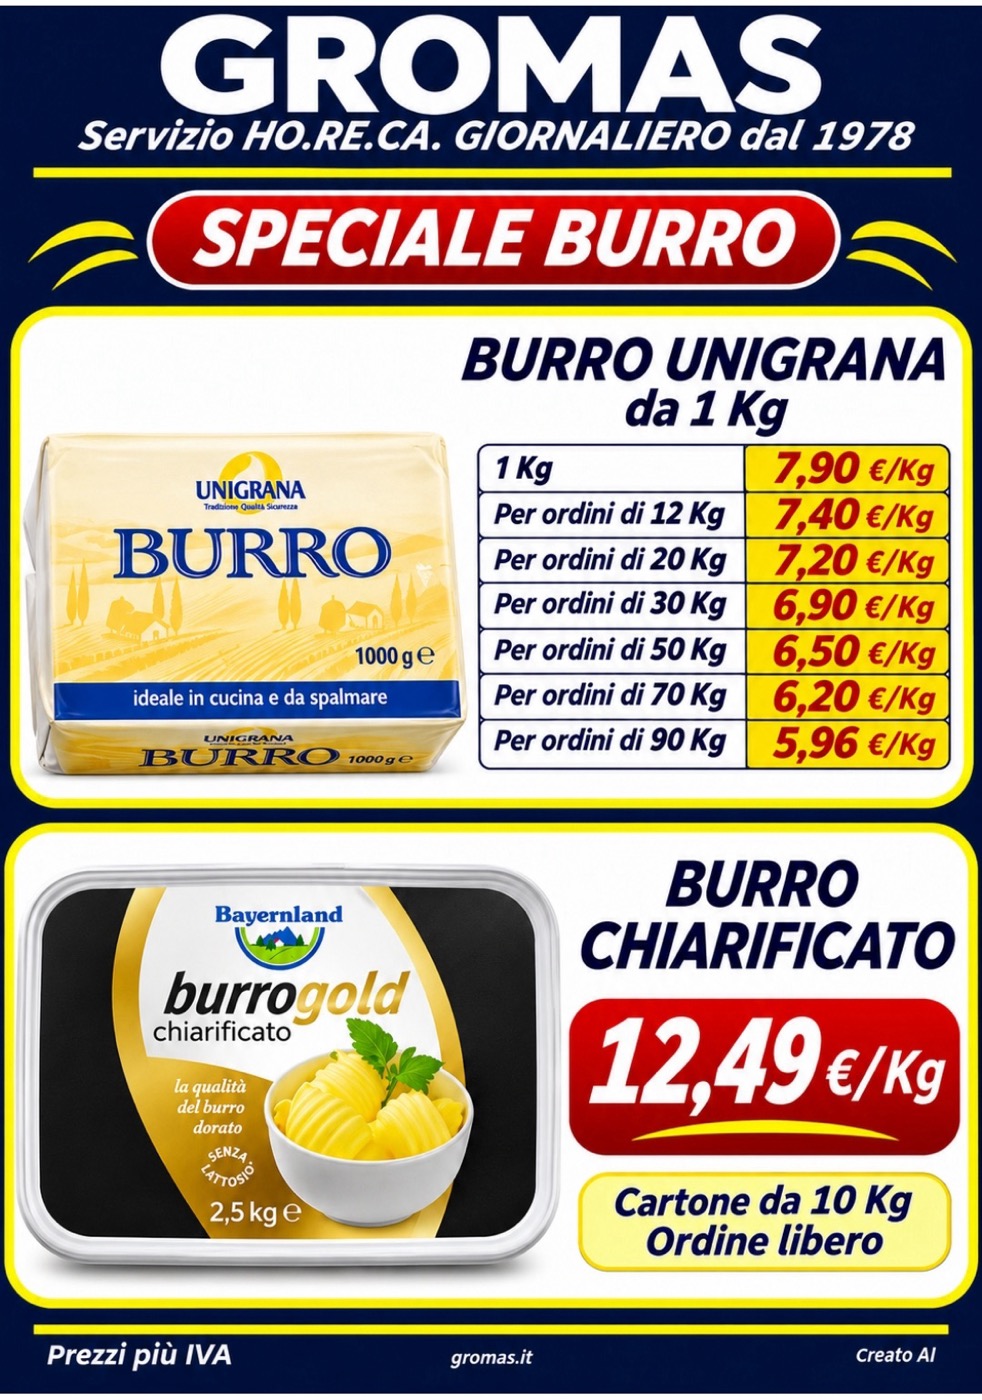 GROMAS
Servizio HO.RE.CA. GIORNALIERO dal 1978
SPECIALE BURRO
BURRO UNIGRANA
da 1 Kg
1 Kg 7,90 €/Kg
Per ordini di 12 Kg 7,40 €/Kg
Per ordini di 20 Kg 7,20 €/Kg
Per ordini di 30 Kg 6,90 €/Kg
Per ordini di 50 Kg 6,50 €/Kg
Per ordini di 70 Kg 6,20 €/Kg
Per ordini di 90 Kg 5,96 €/Kg
UNIGRANA
Tradizione Qualità Sicurezza
BURRO
1000 g e
ideale in cucina e da spalmare
UNIGRANA
BURRO 1000 g e
BURRO
CHIARIFICATO
12,49 €/Kg
Cartone da 10 Kg
Ordine libero
Bayernland
burrogold
chiarificato
la qualità
del burro
dorato
SENZA
LATTOSIO
2,5 kg e
Prezzi più IVA
gromas.it
Creato AI